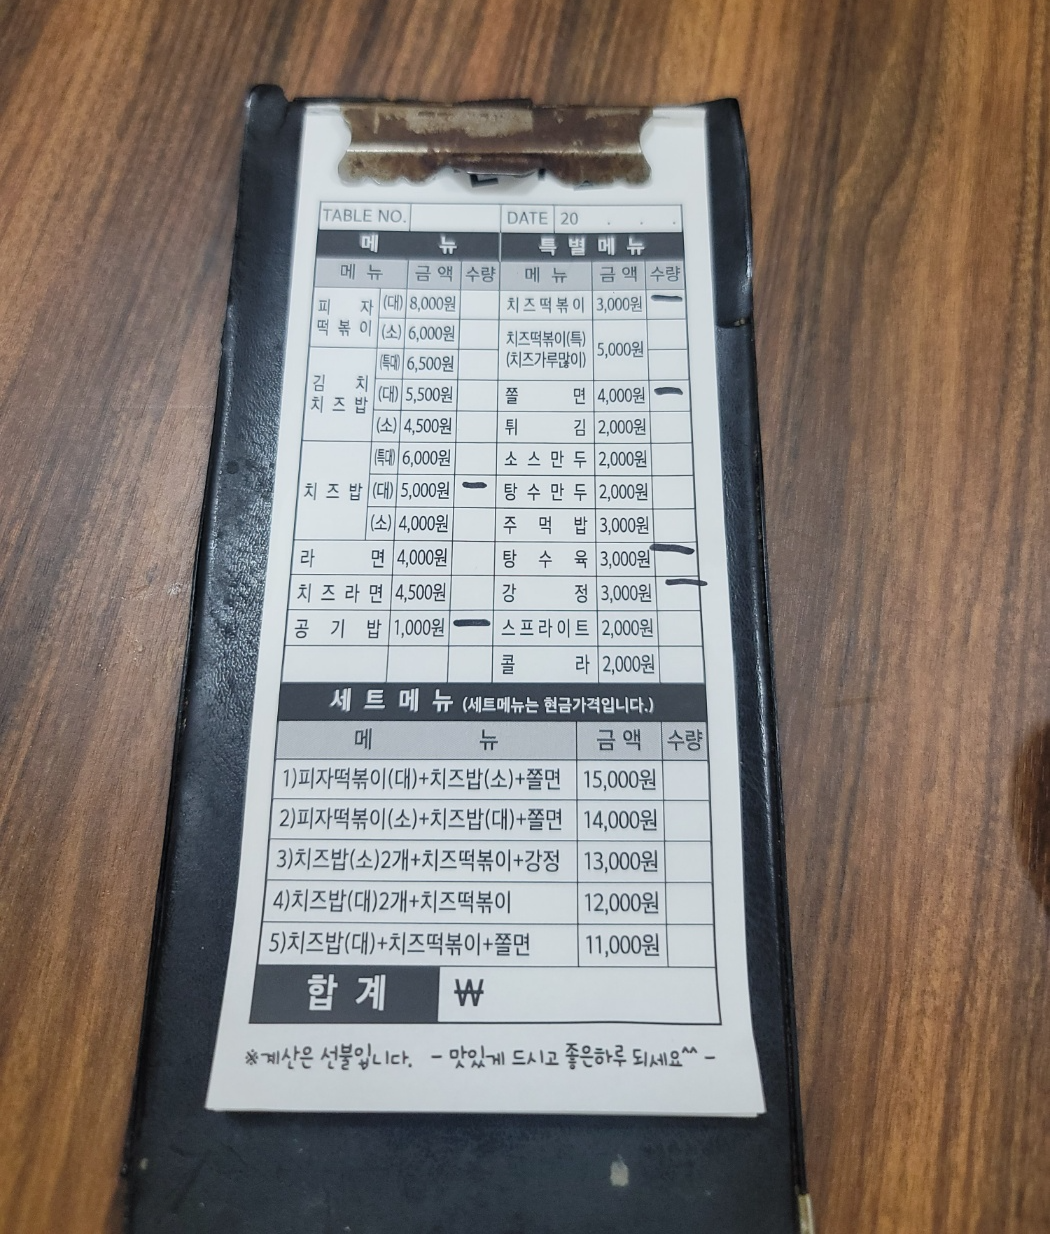 TABLE NO. DATE 20 . . .
메 뉴 특 별 메 뉴
메 뉴 금 액 수량 메 뉴 금 액 수량
피 자 떡 볶 이 (대) 8,000원 치 즈 떡 볶 이 3,000원 ー
(소) 6,000원 치즈떡볶이(특) (치즈가루많이) 5,000원
김 치 치 즈 밥 (특대) 6,500원
(대) 5,500원 쫄 면 4,000원 ー
(소) 4,500원 튀 김 2,000원
치 즈 밥 (특대) 6,000원 소 스 만 두 2,000원
(대) 5,000원 ー 탕 수 만 두 2,000원
(소) 4,000원 주 먹 밥 3,000원
라 면 4,000원 탕 수 육 3,000원 ー
치 즈 라 면 4,500원 강 정 3,000원 ー
공 기 밥 1,000원 ー 스프라이트 2,000원
콜 라 2,000원
세 트 메 뉴 (세트메뉴는 현금가격입니다.)
메 뉴 금 액 수량
1)피자떡볶이(대)+치즈밥(소)+쫄면 15,000원
2)피자떡볶이(소)+치즈밥(대)+쫄면 14,000원
3)치즈밥(소)2개+치즈떡볶이+강정 13,000원
4)치즈밥(대)2개+치즈떡볶이 12,000원
5)치즈밥(대)+치즈떡볶이+쫄면 11,000원
합 계 ₩
※계산은 선불입니다. - 맛있게 드시고 좋은하루 되세요^^ -